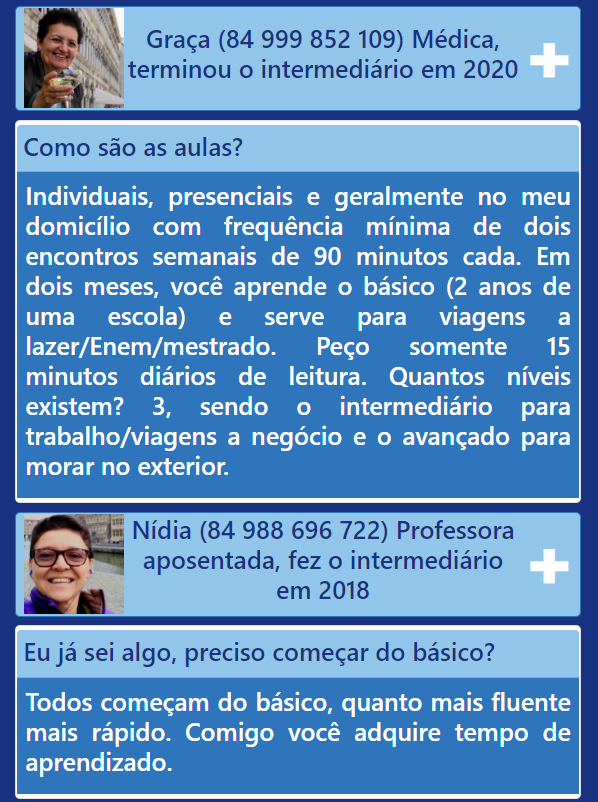 Graça (84 999 852 109) Médica,
terminou o intermediário em 2020
Como são as aulas?
Individuais, presenciais e geralmente no meu
domicílio com frequência mínima de dois
encontros semanais de 90 minutos cada. Em
dois meses, você aprende o básico (2 anos de
uma escola) e serve para viagens a
lazer/Enem/mestrado. Peço somente 15
minutos diários de leitura. Quantos níveis
existem? 3, sendo o intermediário para
trabalho/viagens a negócio e o avançado para
morar no exterior.
Nídia (84 988 696 722) Professora
aposentada, fez o intermediário
em 2018
Eu já sei algo, preciso começar do básico?
Todos começam do básico, quanto mais fluente
mais rápido. Comigo você adquire tempo de
aprendizado.